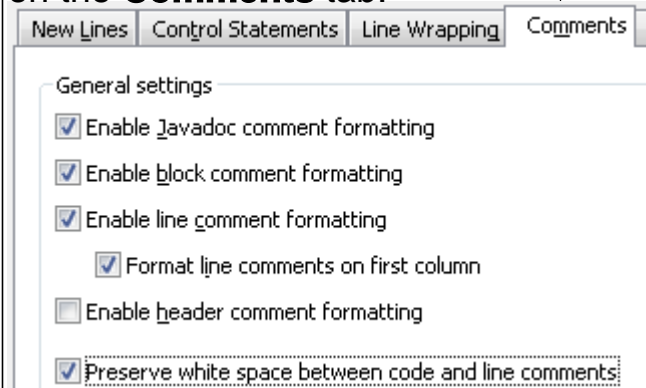 on the Comments tab.
New Lines Control Statements Line Wrapping Comments
General settings
Enable Javadoc comment formatting
Enable block comment formatting
Enable line comment formatting
Format line comments on first column
Enable header comment formatting
Preserve white space between code and line comments